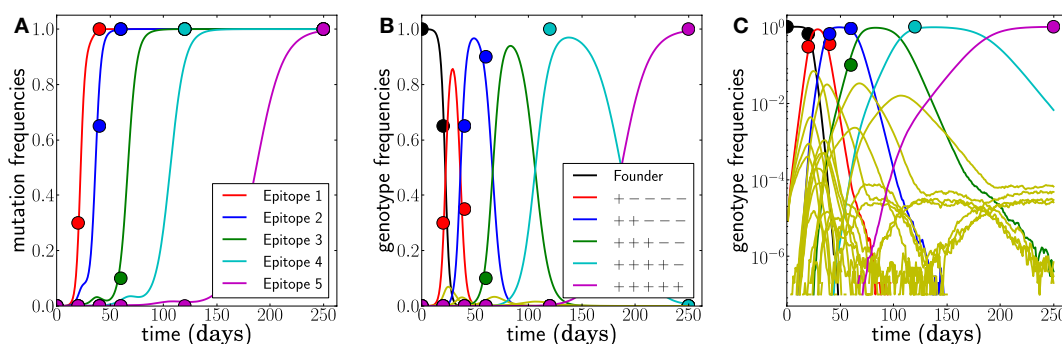 A
mutation frequencies
1.0
0.8
0.6
0.4
0.2
0.0
0
50
100
150
200
250
time (days)
Epitope 1
Epitope 2
Epitope 3
Epitope 4
Epitope 5
B
genotype frequencies
1.0
0.8
0.6
0.4
0.2
0.0
0
50
100
150
200
250
time (days)
Founder
+ − − − −
+ + − − −
+ + + − −
+ + + + −
+ + + + +
C
genotype frequencies
10⁰
10⁻²
10⁻⁴
10⁻⁶
0
50
100
150
200
250
time (days)